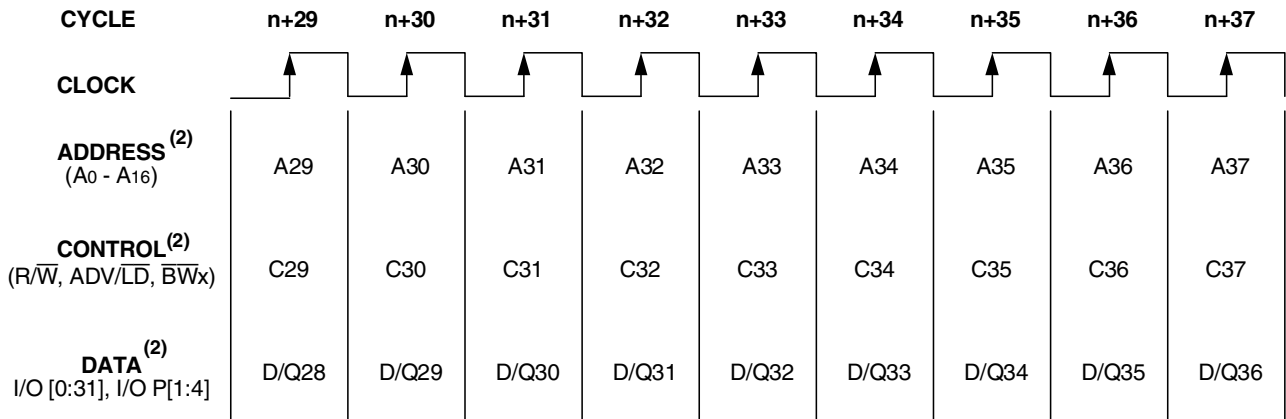 CYCLE n+29 n+30 n+31 n+32 n+33 n+34 n+35 n+36 n+37
CLOCK
ADDRESS (2)
(A0 - A16) A29 A30 A31 A32 A33 A34 A35 A36 A37
CONTROL (2)
(R/W̅, ADV/L̅D̅, B̅W̅x) C29 C30 C31 C32 C33 C34 C35 C36 C37
DATA (2)
I/O [0:31], I/O P[1:4] D/Q28 D/Q29 D/Q30 D/Q31 D/Q32 D/Q33 D/Q34 D/Q35 D/Q36